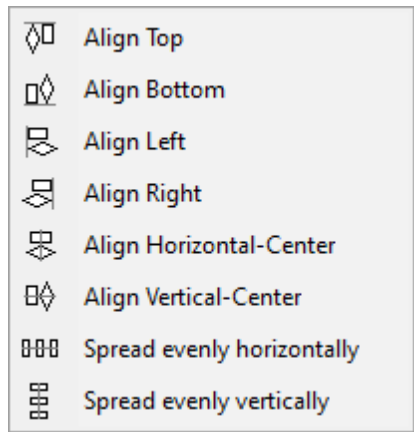 Align Top
Align Bottom
Align Left
Align Right
Align Horizontal-Center
Align Vertical-Center
Spread evenly horizontally
Spread evenly vertically